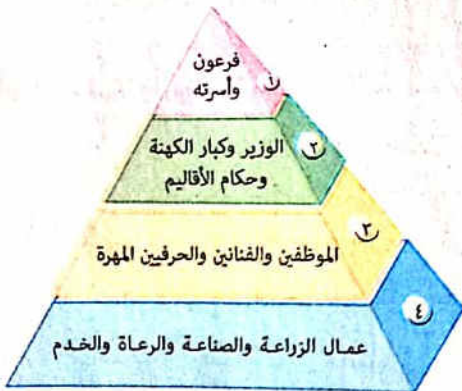 فرعون
وأسرته
١
الوزير وكبار الكهنة
وحكام الأقاليم
٢
الموظفين والفنانين والحرفيين المهرة
٣
عمال الزراعة والصناعة والرعاة والخدم
٤